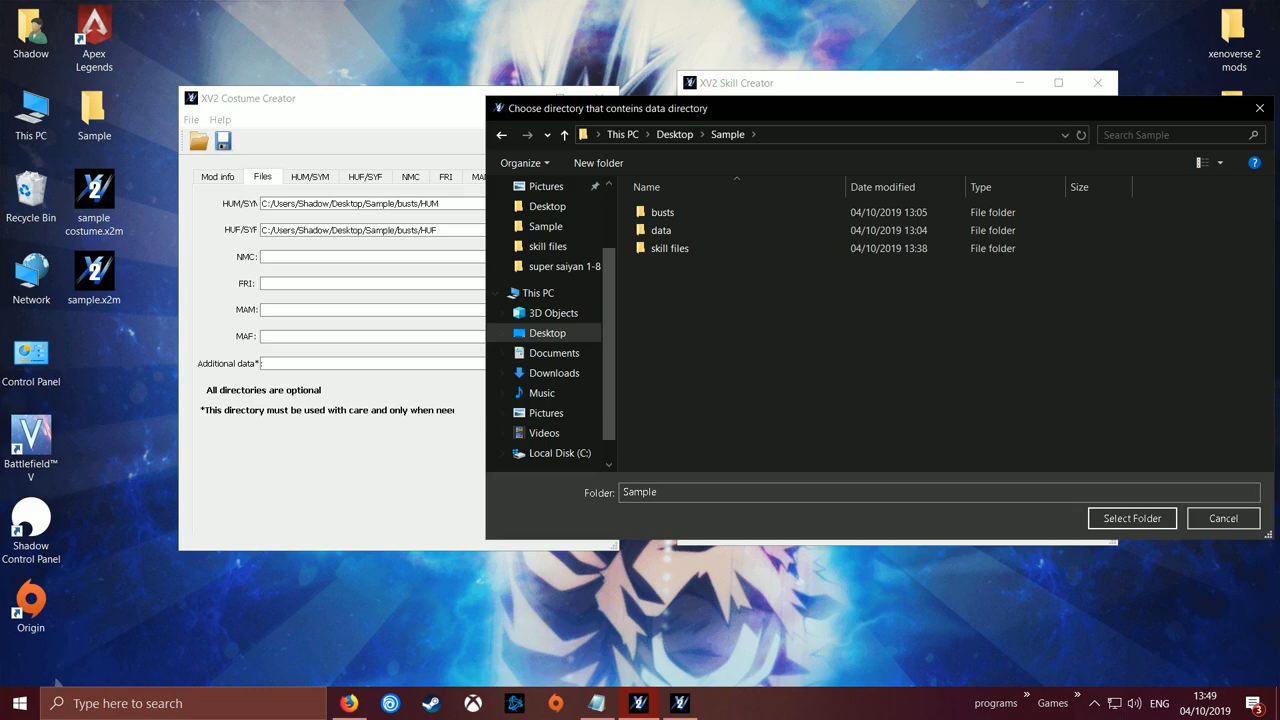 Shadow
Apex
Legends
This PC
Sample
Recycle Bin
sample
costume.x2m
Network
sample.x2m
Control Panel
Battlefield™
V
Shadow
Control Panel
Origin
xenoverse 2
mods
XV2 Costume Creator
File Help
Mod info Files HUM/SYM HUF/SYF NMC FRI
HUM/SYM C:/Users/Shadow/Desktop/Sample/busts/HUM
HUF/SYF C:/Users/Shadow/Desktop/Sample/busts/HUF
NMC:
FRI:
MAM:
MAF:
Additional data*:
All directories are optional
*This directory must be used with care and only when
XV2 Skill Creator
Choose directory that conteins data directory
This PC > Desktop > Sample >
Search Sample
Organize New folder
Pictures
Desktop
Sample
skill files
super saiyan 1-8
This PC
3D Objects
Desktop
Documents
Downloads
Music
Pictures
Videos
Local Disk (C:)
Name Date modified Type Size
busts 04/10/2019 13:05 File folder
data 04/10/2019 13:04 File folder
skill files 04/10/2019 13:38 File folder
Folder: Sample
Select Folder Cancel
Type here to search
programs » Games » ENG
13:49
04/10/2019
3